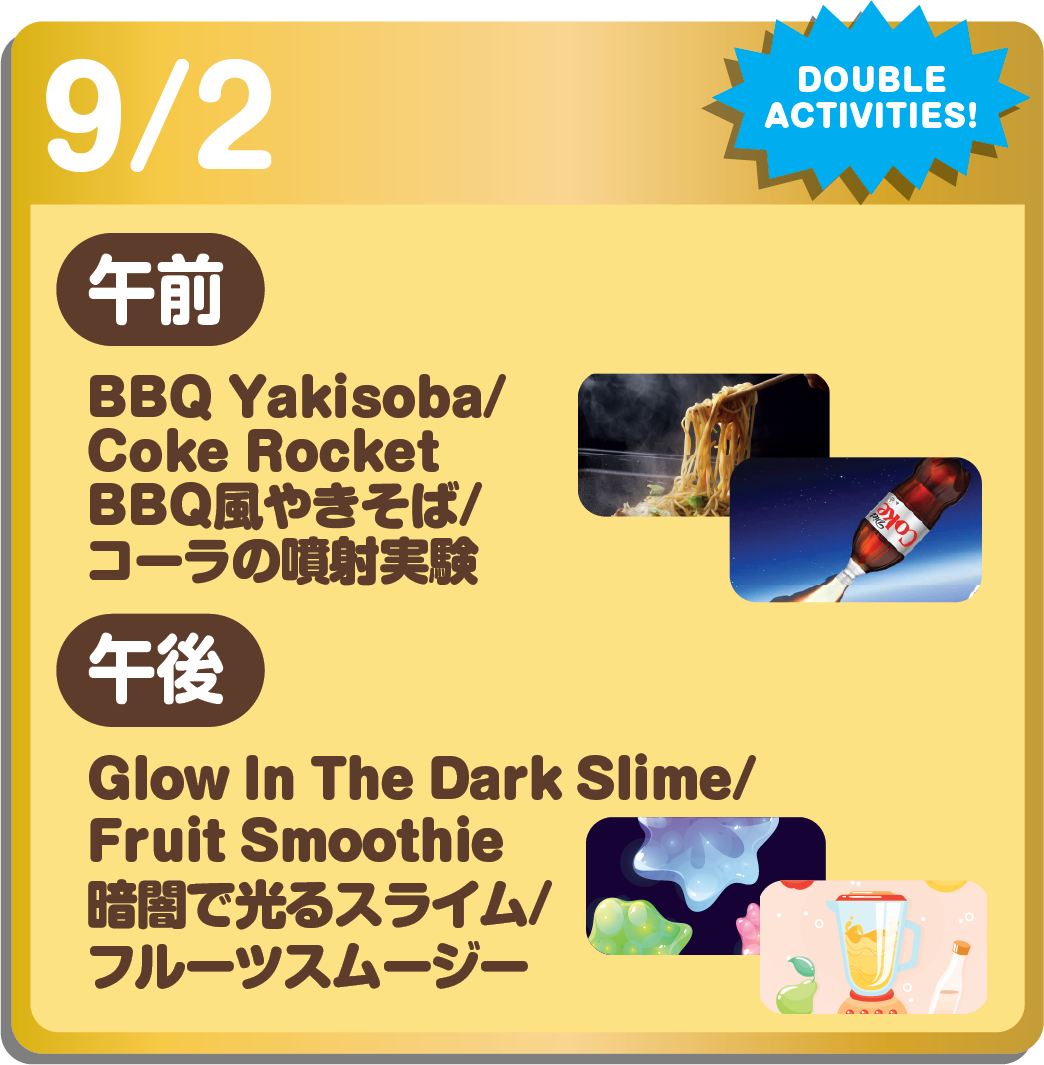 9/2
DOUBLE
ACTIVITIES!
午前
BBQ Yakisoba/
Coke Rocket
BBQ風やきそば/
コーラの噴射実験
Diet
Coke
午後
Glow In The Dark Slime/
Fruit Smoothie
暗闇で光るスライム/
フルーツスムージー